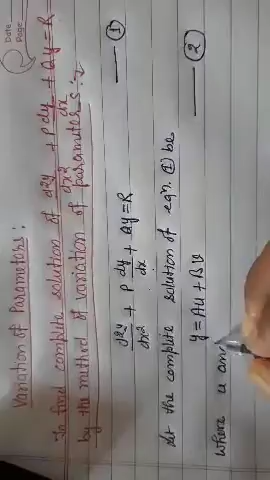 Date
Page
Variation of Parameters:
To find complete solution of d²y/dx² + P dy/dx + Qy = R
by the method of variation of parameters :-
d²y/dx² + P dy/dx + Qy = R — ①
let the complete solution of eqn. ① be
y = Au + Bv — ②
where u and